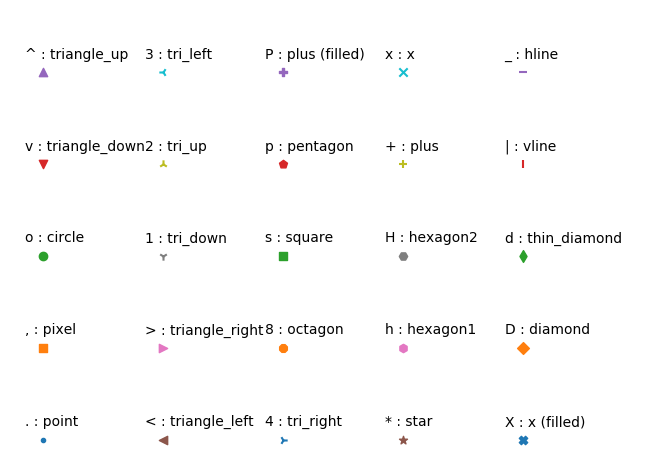 ^ : triangle_up 3 : tri_left P : plus (filled) x : x _ : hline
v : triangle_down 2 : tri_up p : pentagon + : plus | : vline
o : circle 1 : tri_down s : square H : hexagon2 d : thin_diamond
, : pixel > : triangle_right 8 : octagon h : hexagon1 D : diamond
. : point < : triangle_left 4 : tri_right * : star X : x (filled)